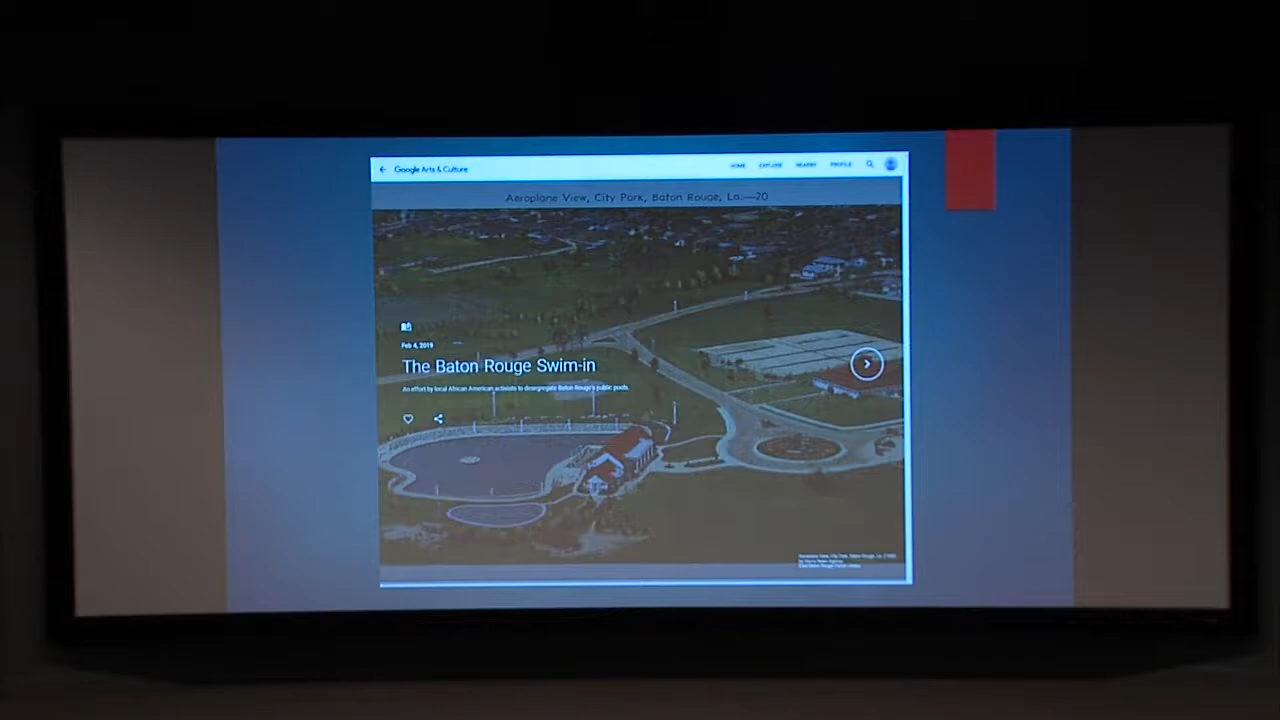 Google Arts & Culture
HOME EXPLORE NEARBY PROFILE
Aeroplane View, City Park, Baton Rouge, La.—20
Feb 4, 2019
The Baton Rouge Swim-in
An effort by local African American activists to desegregate Baton Rouge's public pools.